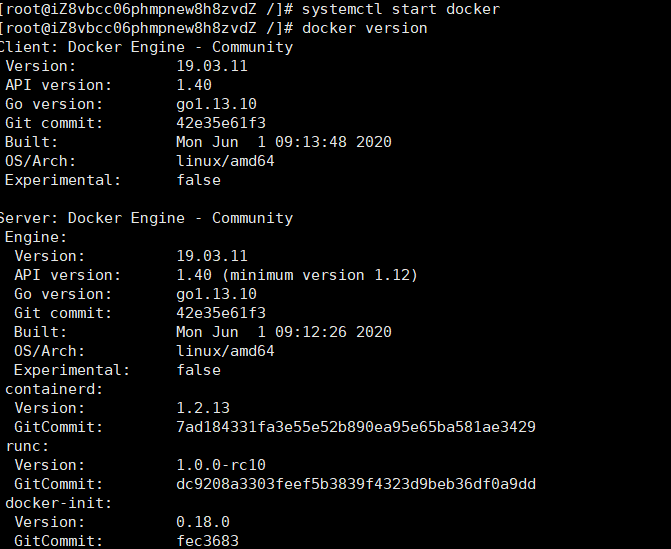 [root@iZ8vbcc06phmpnew8h8zvdZ /]# systemctl start docker
[root@iZ8vbcc06phmpnew8h8zvdZ /]# docker version
Client: Docker Engine - Community
 Version:           19.03.11
 API version:       1.40
 Go version:        go1.13.10
 Git commit:        42e35e61f3
 Built:             Mon Jun  1 09:13:48 2020
 OS/Arch:           linux/amd64
 Experimental:      false

Server: Docker Engine - Community
 Engine:
  Version:          19.03.11
  API version:      1.40 (minimum version 1.12)
  Go version:       go1.13.10
  Git commit:       42e35e61f3
  Built:            Mon Jun  1 09:12:26 2020
  OS/Arch:          linux/amd64
  Experimental:     false
 containerd:
  Version:          1.2.13
  GitCommit:        7ad184331fa3e55e52b890ea95e65ba581ae3429
 runc:
  Version:          1.0.0-rc10
  GitCommit:        dc9208a3303feef5b3839f4323d9beb36df0a9dd
 docker-init:
  Version:          0.18.0
  GitCommit:        fec3683